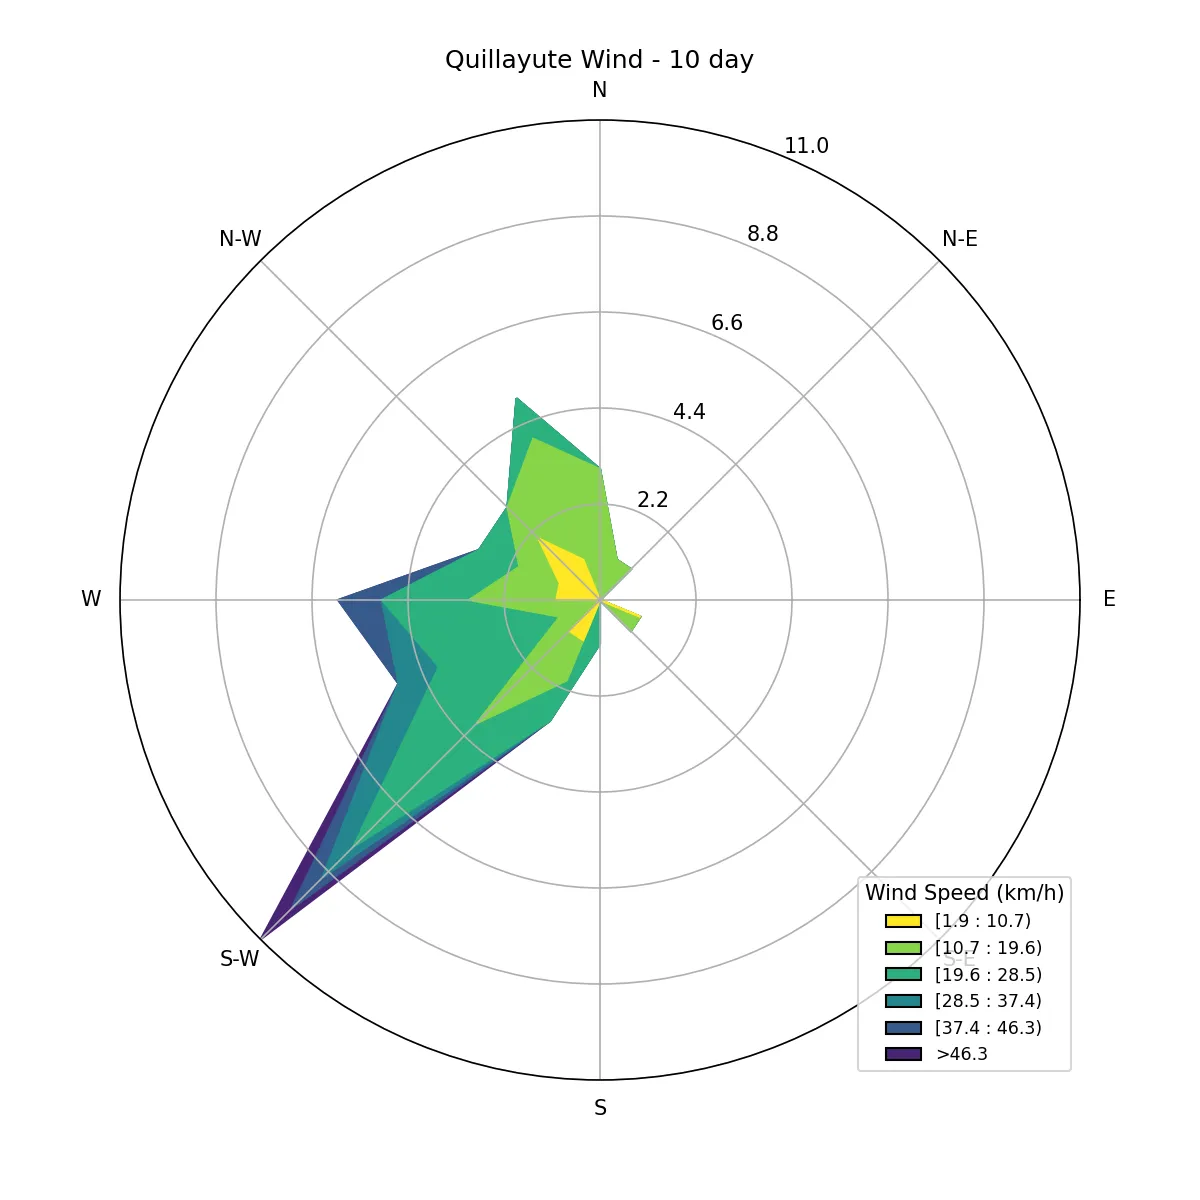 Quillayute Wind - 10 day
N
11.0
N-W
N-E
8.8
6.6
4.4
2.2
W
E
S-W
S-E
Wind Speed (km/h)
[1.9 : 10.7)
[10.7 : 19.6)
[19.6 : 28.5)
[28.5 : 37.4)
[37.4 : 46.3)
>46.3
S